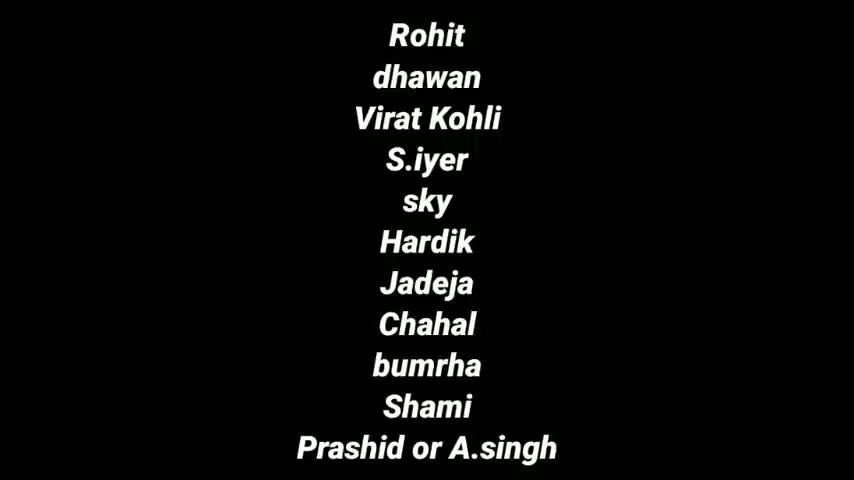 Rohit
dhawan
Virat Kohli
S.iyer
sky
Hardik
Jadeja
Chahal
bumrha
Shami
Prashid or A.singh